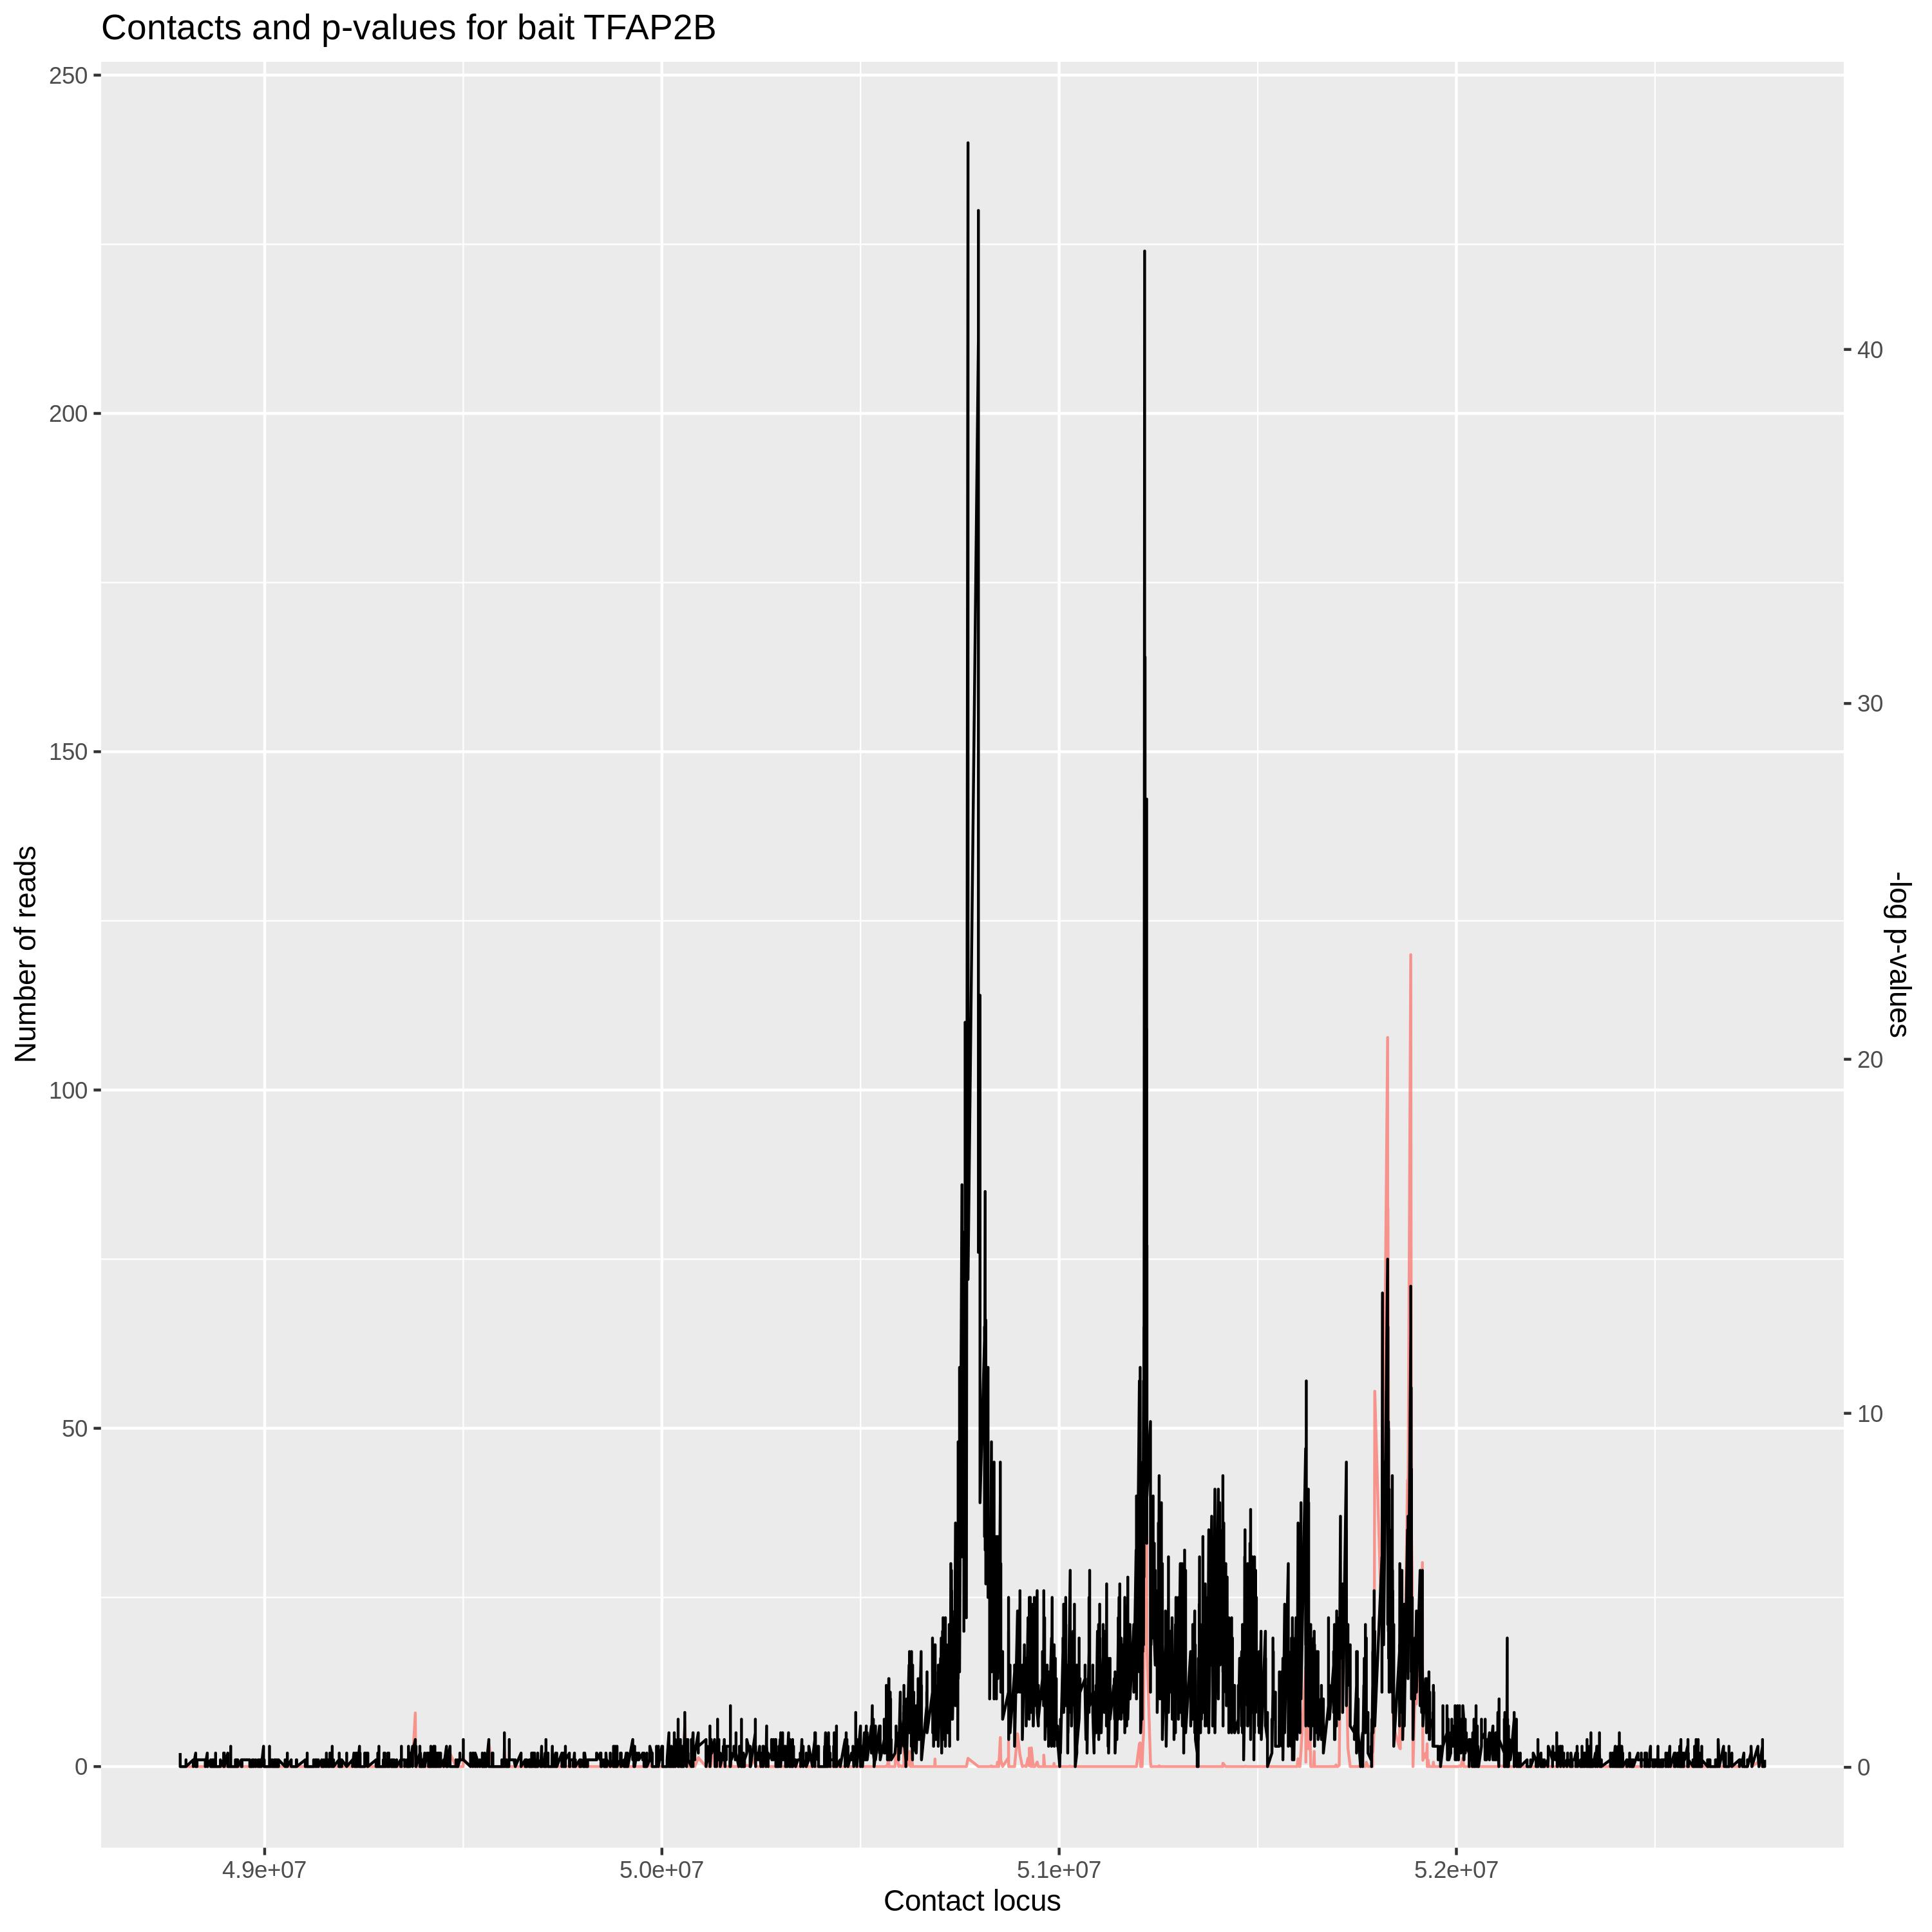 Contacts and p-values for bait TFAP2B
250
200
150
100
50
0
Number of reads
40
30
20
10
0
-log p-values
4.9e+07 5.0e+07 5.1e+07 5.2e+07
Contact locus